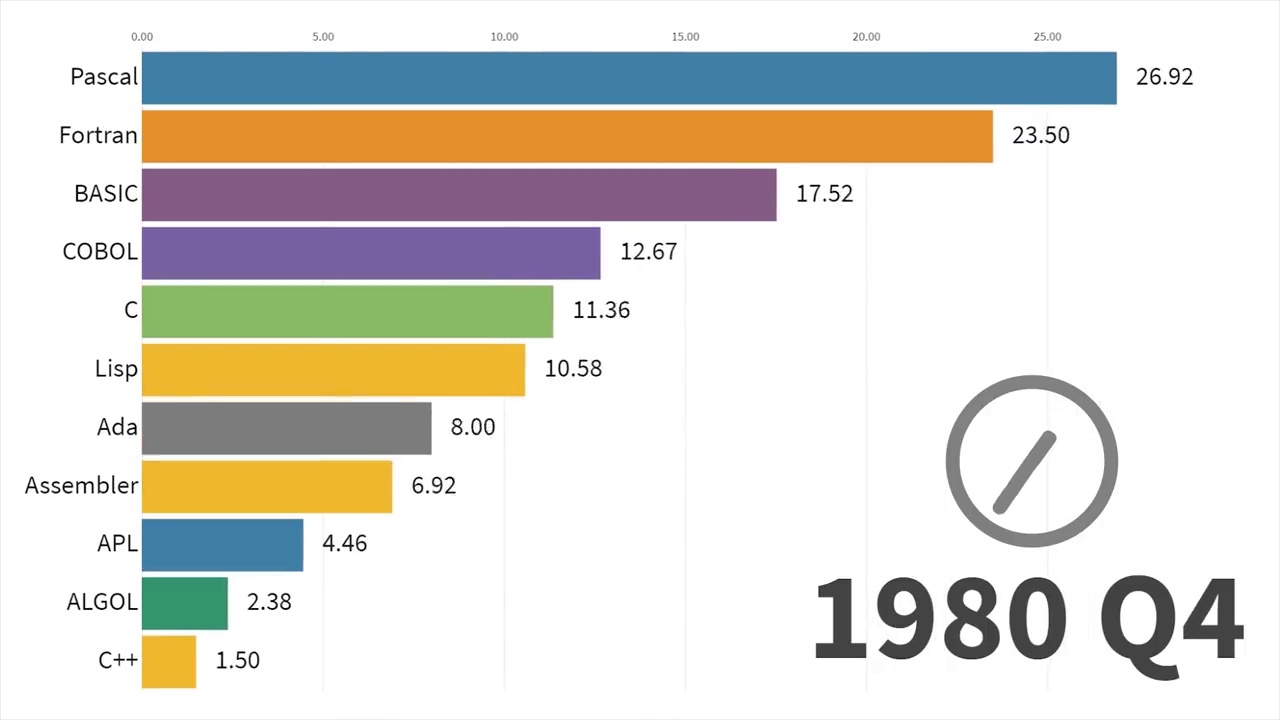 0.00 5.00 10.00 15.00 20.00 25.00
Pascal 26.92
Fortran 23.50
BASIC 17.52
COBOL 12.67
C 11.36
Lisp 10.58
Ada 8.00
Assembler 6.92
APL 4.46
ALGOL 2.38
C++ 1.50
1980 Q4